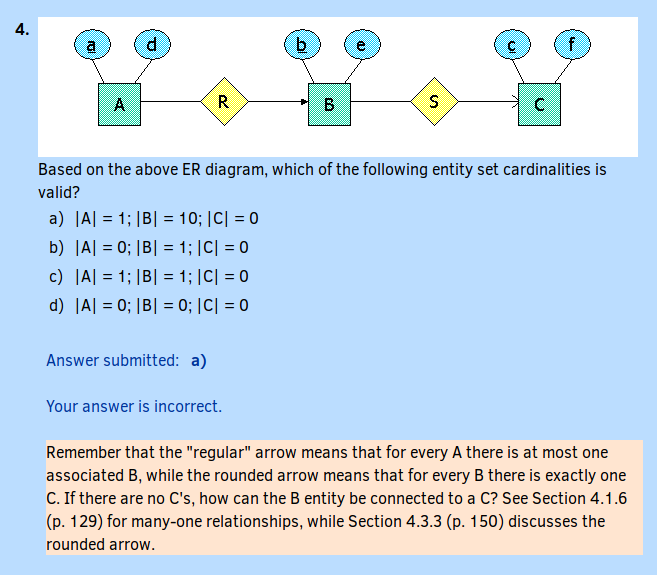 4.
a d b e c f
A R B S C
Based on the above ER diagram, which of the following entity set cardinalities is
valid?
a) |A| = 1; |B| = 10; |C| = 0
b) |A| = 0; |B| = 1; |C| = 0
c) |A| = 1; |B| = 1; |C| = 0
d) |A| = 0; |B| = 0; |C| = 0
Answer submitted: a)
Your answer is incorrect.
Remember that the "regular" arrow means that for every A there is at most one
associated B, while the rounded arrow means that for every B there is exactly one
C. If there are no C's, how can the B entity be connected to a C? See Section 4.1.6
(p. 129) for many-one relationships, while Section 4.3.3 (p. 150) discusses the
rounded arrow.